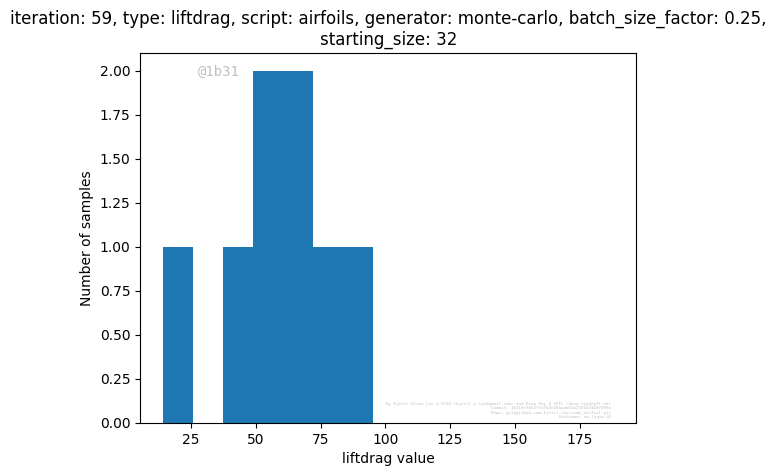 iteration: 59, type: liftdrag, script: airfoils, generator: monte-carlo, batch_size_factor: 0.25,
starting_size: 32
@1b31
2.00
1.75
1.50
1.25
1.00
0.75
0.50
0.25
0.00
Number of samples
25 50 75 100 125 150 175
liftdrag value